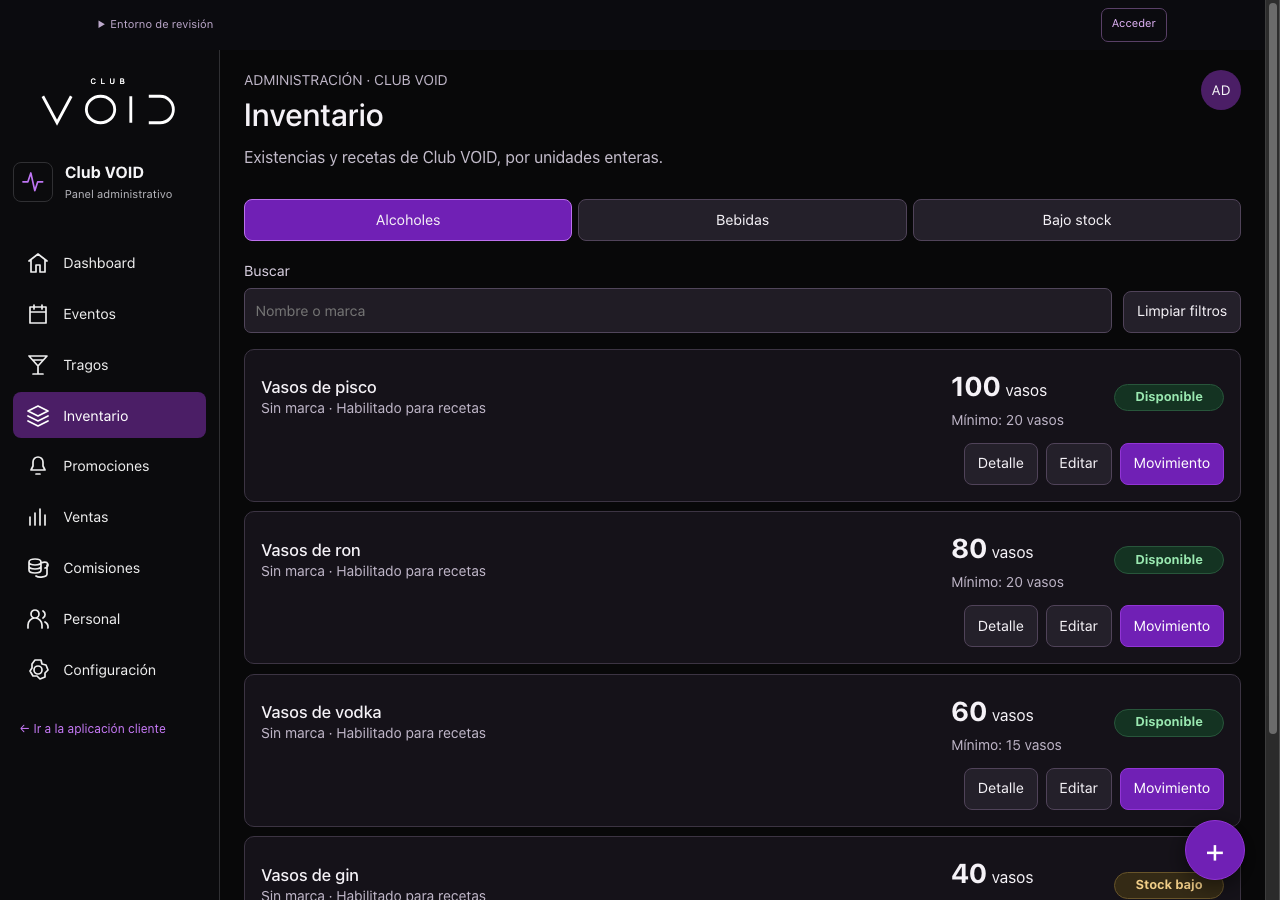 ▶ Entorno de revisión
Acceder
CLUB
VOID
Club VOID
Panel administrativo
Dashboard
Eventos
Tragos
Inventario
Promociones
Ventas
Comisiones
Personal
Configuración
← Ir a la aplicación cliente
ADMINISTRACIÓN · CLUB VOID
AD
Inventario
Existencias y recetas de Club VOID, por unidades enteras.
Alcoholes
Bebidas
Bajo stock
Buscar
Nombre o marca
Limpiar filtros
Vasos de pisco
Sin marca · Habilitado para recetas
100 vasos
Mínimo: 20 vasos
Disponible
Detalle
Editar
Movimiento
Vasos de ron
Sin marca · Habilitado para recetas
80 vasos
Mínimo: 20 vasos
Disponible
Detalle
Editar
Movimiento
Vasos de vodka
Sin marca · Habilitado para recetas
60 vasos
Mínimo: 15 vasos
Disponible
Detalle
Editar
Movimiento
Vasos de gin
Sin marca · Habilitado para recetas
40 vasos
Stock bajo
+